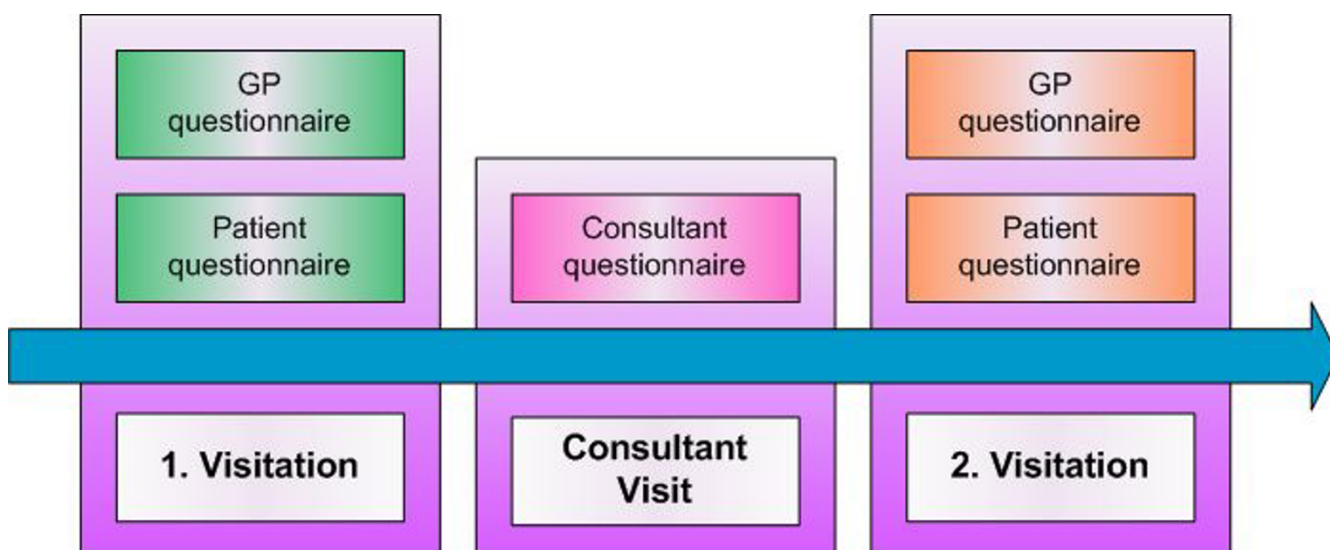 GP
questionnaire
Patient
questionnaire
1. Visitation
Consultant
questionnaire
Consultant
Visit
GP
questionnaire
Patient
questionnaire
2. Visitation